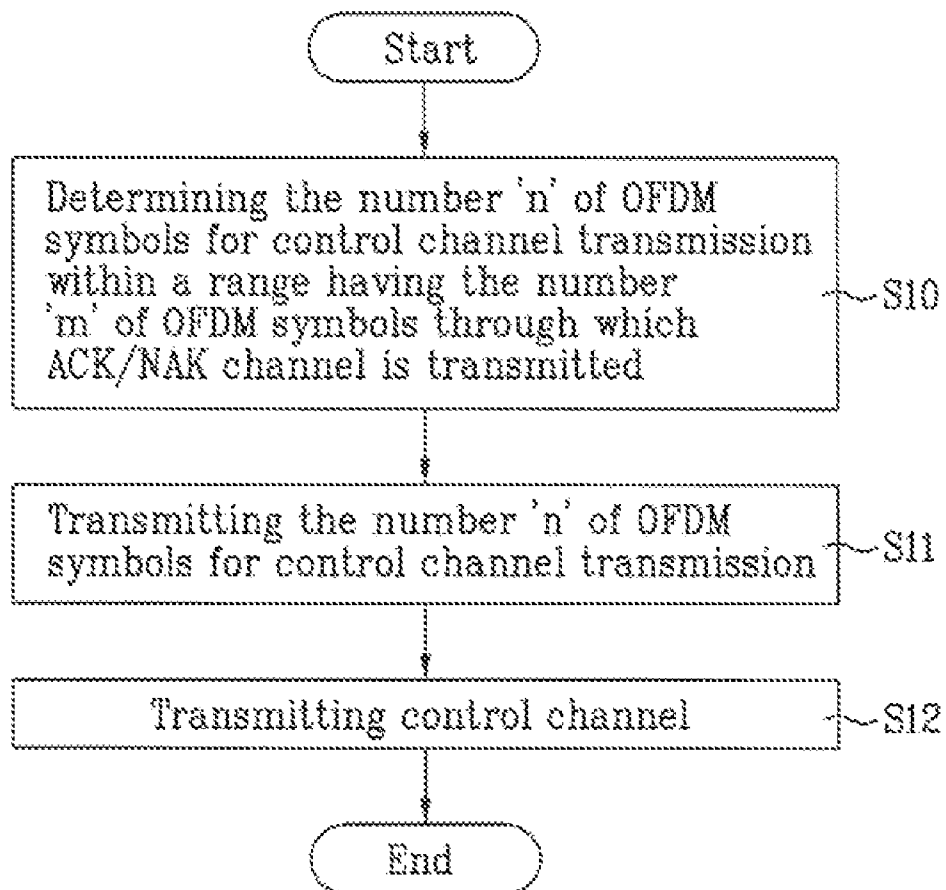 Start
Determining the number 'n' of OFDM
symbols for control channel transmission
within a range having the number
'm' of OFDM symbols through which
ACK/NAK channel is transmitted
S10
Transmitting the number 'n' of OFDM
symbols for control channel transmission
S11
Transmitting control channel
S12
End